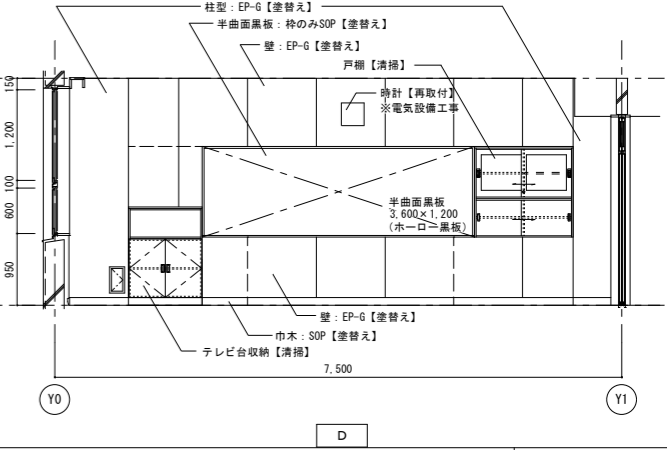 柱型：EP-G【塗替え】
半曲面黒板：枠のみSOP【塗替え】
壁：EP-G【塗替え】
戸棚【清掃】
時計【再取付】
※電気設備工事
150
1,200
100
600
950
半曲面黒板
3,600×1,200
(ホーロー黒板)
壁：EP-G【塗替え】
巾木：SOP【塗替え】
テレビ台収納【清掃】
7,500
Y0
Y1
D